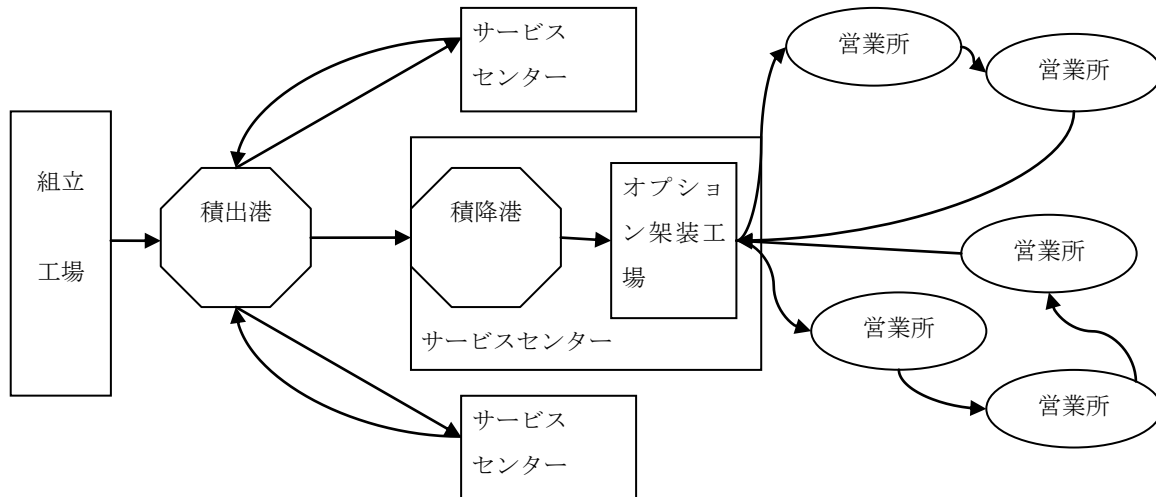 サービス
センター
営業所
営業所
組立
工場
積出港
積降港
オプショ
ン架装工
場
サービスセンター
営業所
営業所
営業所
サービス
センター